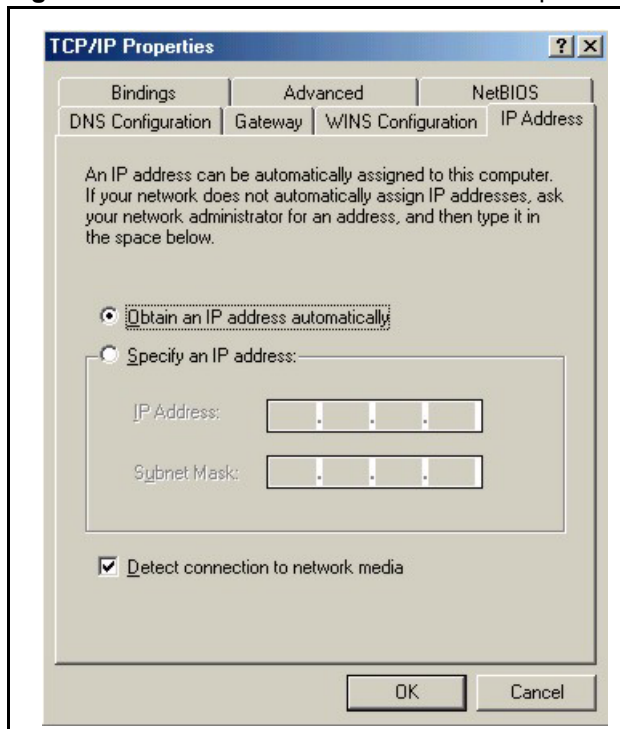 TCP/IP Properties
Bindings Advanced NetBIOS
DNS Configuration Gateway WINS Configuration IP Address
An IP address can be automatically assigned to this computer.
If your network does not automatically assign IP addresses, ask
your network administrator for an address, and then type it in
the space below.
Obtain an IP address automatically
Specify an IP address:
IP Address:
Subnet Mask:
Detect connection to network media
OK Cancel